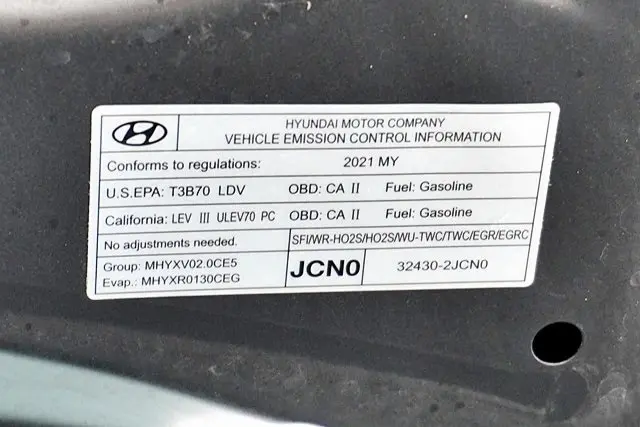 HYUNDAI MOTOR COMPANY
VEHICLE EMISSION CONTROL INFORMATION
Conforms to regulations: 2021 MY
U.S.EPA: T3B70 LDV OBD: CA II Fuel: Gasoline
California: LEV III ULEV70 PC OBD: CA II Fuel: Gasoline
No adjustments needed. SFI/WR-HO2S/HO2S/WU-TWC/TWC/EGR/EGRC
Group: MHYXV02.0CE5
Evap.: MHYXR0130CEG
JCN0 32430-2JCN0